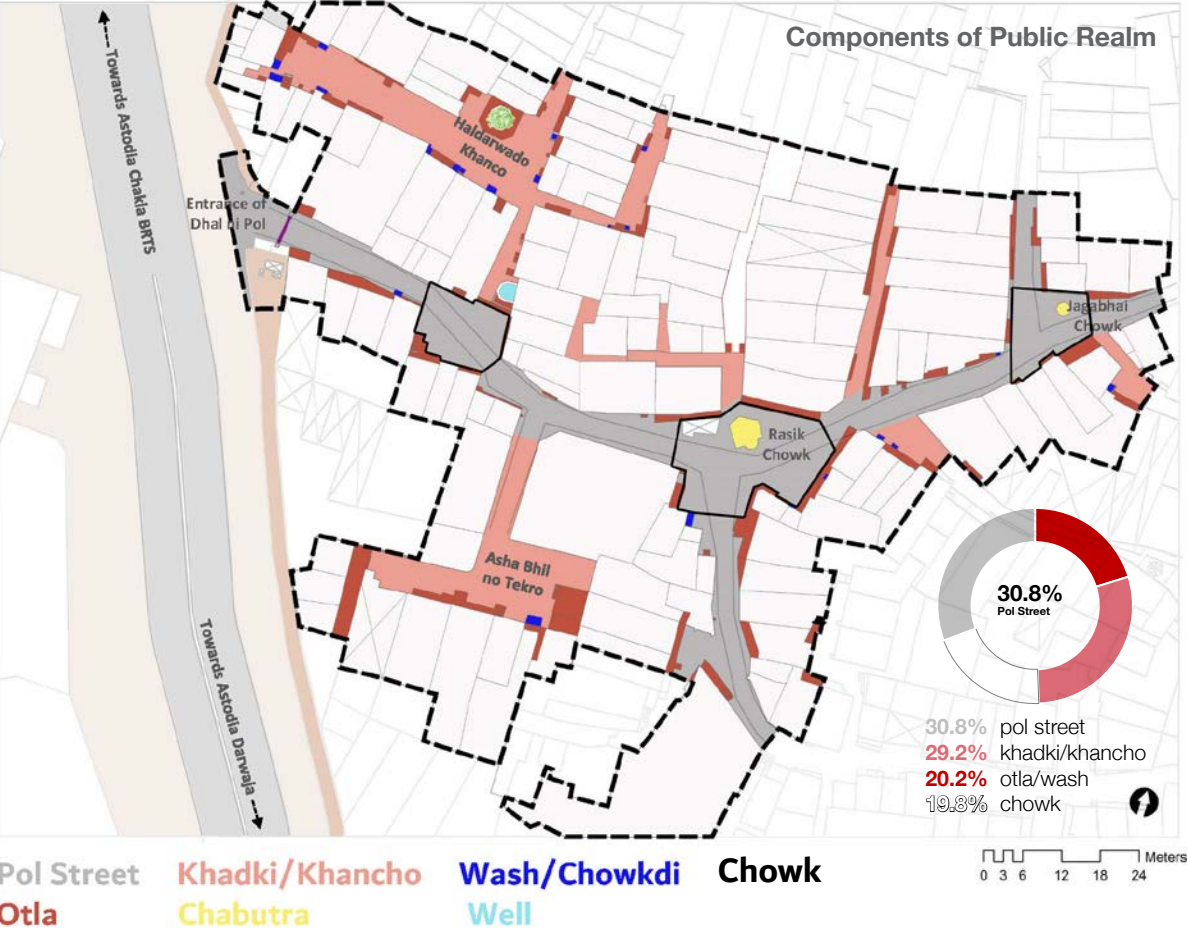 Components of Public Realm
Towards Astodia Chakla BRTS
Haldarwado
Khanco
Entrance of
Dhal ni Pol
Jagabhai
Chowk
Rasik
Chowk
Asha Bhil
no Tekro
Towards Astodia Darwaja
30.8%
Pol Street
30.8% pol street
29.2% khadki/khancho
20.2% otla/wash
19.8% chowk
Pol Street Khadki/Khancho Wash/Chowkdi Chowk
Otla Chabutra Well
Meters
0 3 6 12 18 24